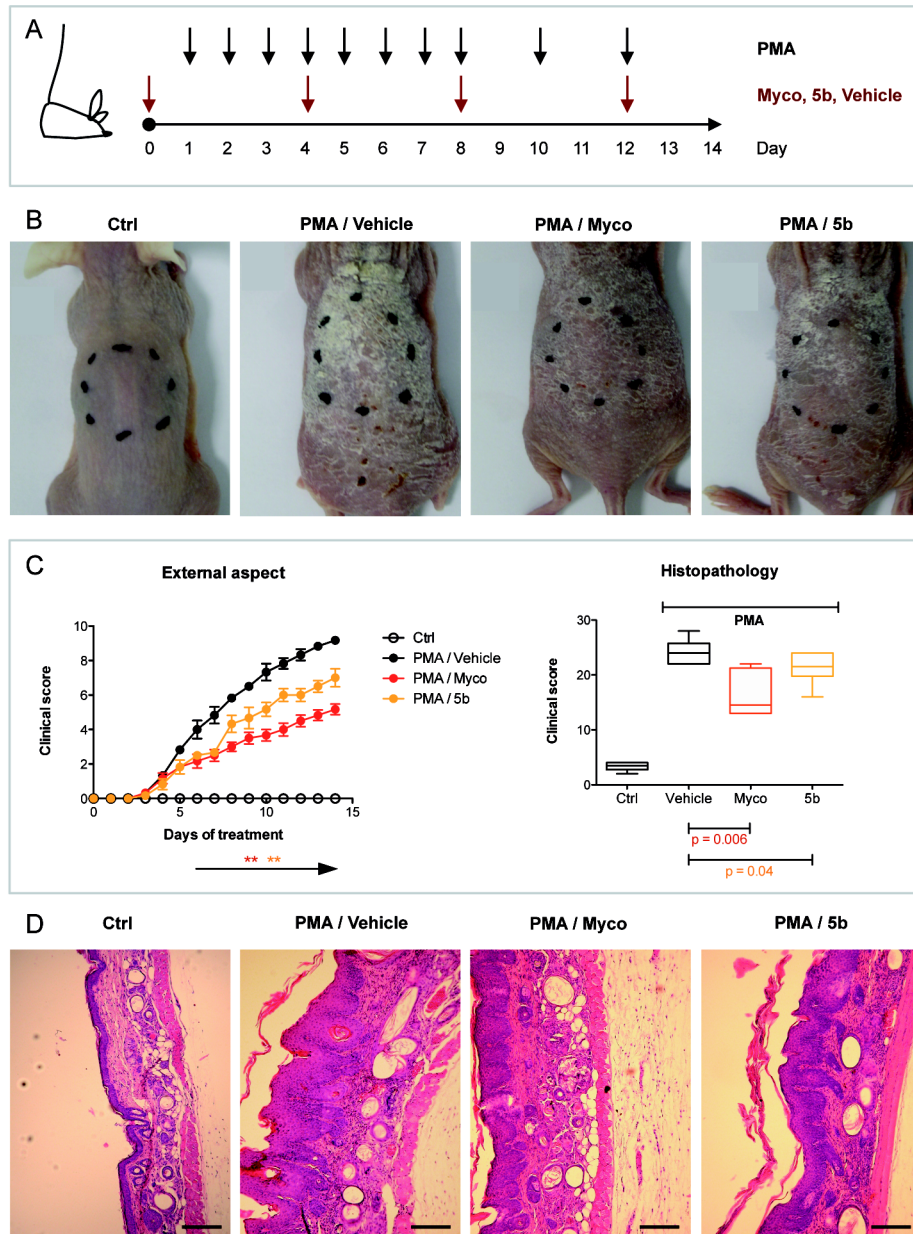 A
PMA
Myco, 5b, Vehicle
0 1 2 3 4 5 6 7 8 9 10 11 12 13 14 Day
B
Ctrl PMA / Vehicle PMA / Myco PMA / 5b
C
External aspect
Clinical score
10
8
6
4
2
0
0 5 10 15
Days of treatment
** **
Ctrl
PMA / Vehicle
PMA / Myco
PMA / 5b
Histopathology
PMA
Clinical score
30
20
10
0
Ctrl Vehicle Myco 5b
p = 0.006
p = 0.04
D
Ctrl PMA / Vehicle PMA / Myco PMA / 5b